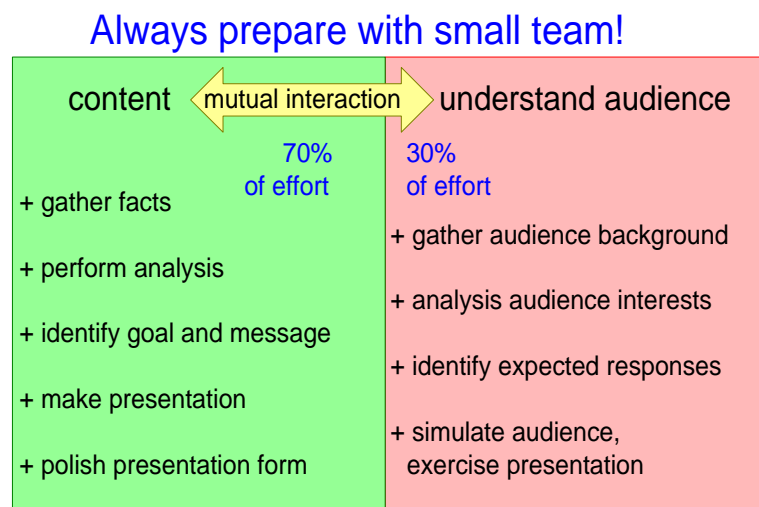 Always prepare with small team!
content
mutual interaction
understand audience
70%
of effort
30%
of effort
+ gather facts
+ perform analysis
+ identify goal and message
+ make presentation
+ polish presentation form
+ gather audience background
+ analysis audience interests
+ identify expected responses
+ simulate audience,
exercise presentation